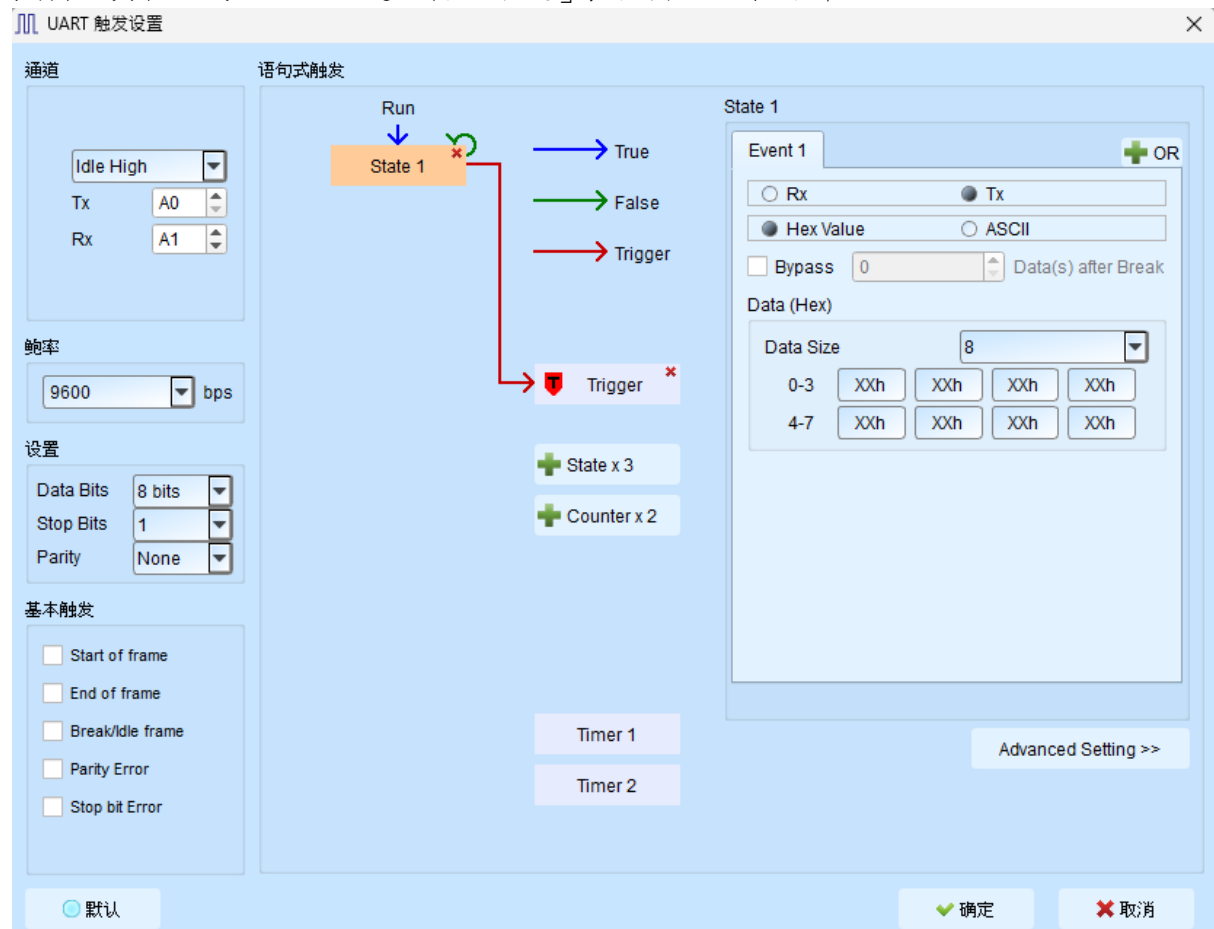 UART 触发设置
通道
Idle High
Tx A0
Rx A1
鲍率
9600 bps
设置
Data Bits 8 bits
Stop Bits 1
Parity None
基本触发
Start of frame
End of frame
Break/Idle frame
Parity Error
Stop bit Error
语句式触发
Run
State 1
True
False
Trigger
T Trigger
State x 3
Counter x 2
Timer 1
Timer 2
State 1
Event 1 OR
Rx Tx
Hex Value ASCII
Bypass 0 Data(s) after Break
Data (Hex)
Data Size 8
0-3 XXh XXh XXh XXh
4-7 XXh XXh XXh XXh
Advanced Setting >>
默认 确定 取消